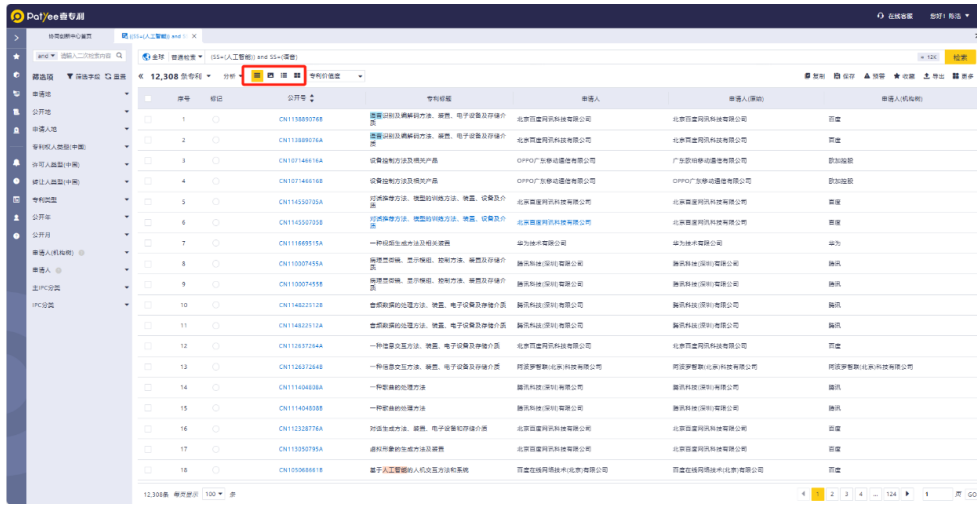 Patyee壹专利
在线客服 您好!
协同创新中心首页 ((SS=(人工智能)) and S
and 请输入二次检索内容 全球 普通检索 (SS=(人工智能)) and SS=(语音) × 126 检索
筛选项 筛选字段 重置 « 12,308 条专利 分析 专利价值度 复制 保存 预警 收藏 导出 更多
申请地
公开地
申请人地
专利权人类型(中国)
许可人类型(中国)
转让人类型(中国)
专利类型
公开年
公开月
申请人(机构树)
申请人
主IPC分类
IPC分类
序号 标记 公开号 专利标题 申请人 申请人(原始) 申请人(机构树)
1 CN113889076B 语音识别及编解码方法、装置、电子设备及存储介质 北京百度网讯科技有限公司 北京百度网讯科技有限公司 百度
2 CN113889076A 语音识别及编解码方法、装置、电子设备及存储介质 北京百度网讯科技有限公司 北京百度网讯科技有限公司 百度
3 CN107146616A 设备控制方法及相关产品 OPPO广东移动通信有限公司 广东欧珀移动通信有限公司 欧加控股
4 CN107146616B 设备控制方法及相关产品 OPPO广东移动通信有限公司 OPPO广东移动通信有限公司 欧加控股
5 CN114550705A 对话推荐方法、模型的训练方法、装置、设备及介质 北京百度网讯科技有限公司 北京百度网讯科技有限公司 百度
6 CN114550705B 对话推荐方法、模型的训练方法、装置、设备及介质 北京百度网讯科技有限公司 北京百度网讯科技有限公司 百度
7 CN111669515A 一种视频生成方法及相关装置 华为技术有限公司 华为技术有限公司 华为
8 CN110007455A 病理显微镜、显示模组、控制方法、装置及存储介质 腾讯科技(深圳)有限公司 腾讯科技(深圳)有限公司 腾讯
9 CN110007455B 病理显微镜、显示模组、控制方法、装置及存储介质 腾讯科技(深圳)有限公司 腾讯科技(深圳)有限公司 腾讯
10 CN114822512B 音频数据的处理方法、装置、电子设备及存储介质 腾讯科技(深圳)有限公司 腾讯科技(深圳)有限公司 腾讯
11 CN114822512A 音频数据的处理方法、装置、电子设备及存储介质 腾讯科技(深圳)有限公司 腾讯科技(深圳)有限公司 腾讯
12 CN112637264A 一种信息交互方法、装置、电子设备及存储介质 北京百度网讯科技有限公司 北京百度网讯科技有限公司 百度
13 CN112637264B 一种信息交互方法、装置、电子设备及存储介质 阿波罗智联(北京)科技有限公司 阿波罗智联(北京)科技有限公司 阿波罗智联(北京)科技有限公司
14 CN111404808A 一种歌曲的处理方法 腾讯科技(深圳)有限公司 腾讯科技(深圳)有限公司 腾讯
15 CN111404808B 一种歌曲的处理方法 腾讯科技(深圳)有限公司 腾讯科技(深圳)有限公司 腾讯
16 CN112328776A 对话生成方法、装置、电子设备和存储介质 北京百度网讯科技有限公司 北京百度网讯科技有限公司 百度
17 CN113050795A 虚拟形象的生成方法及装置 北京百度网讯科技有限公司 北京百度网讯科技有限公司 百度
18 CN105068661B 基于人工智能的人机交互方法和系统 百度在线网络技术(北京)有限公司 百度在线网络技术(北京)有限公司 百度
12,308条 每页显示 100 条 1 2 3 4 ... 124 1 页 GO